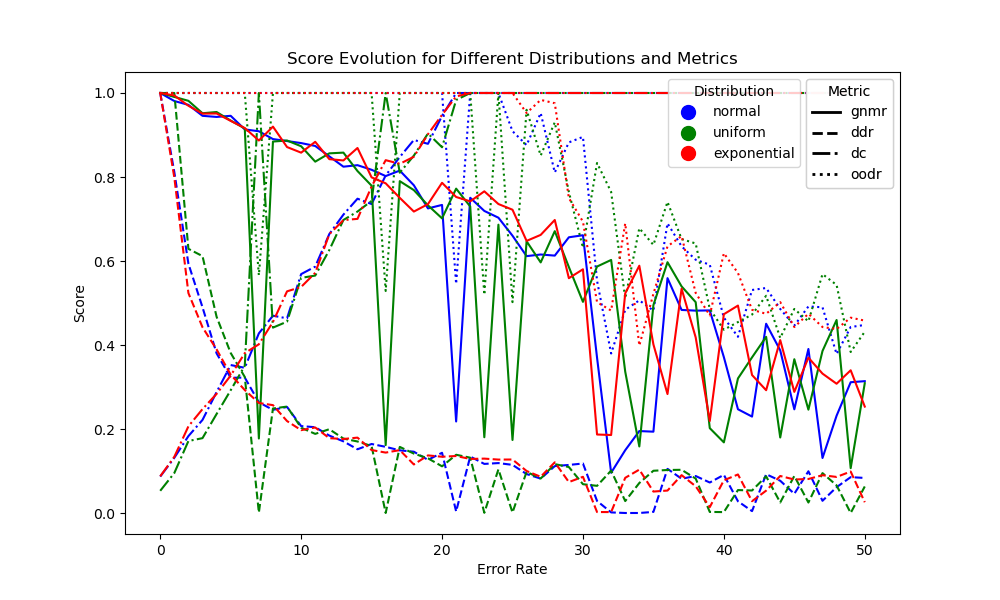 Score Evolution for Different Distributions and Metrics
Distribution
normal
uniform
exponential
Metric
gnmr
ddr
dc
oodr
Score
1.0
0.8
0.6
0.4
0.2
0.0
0
10
20
30
40
50
Error Rate